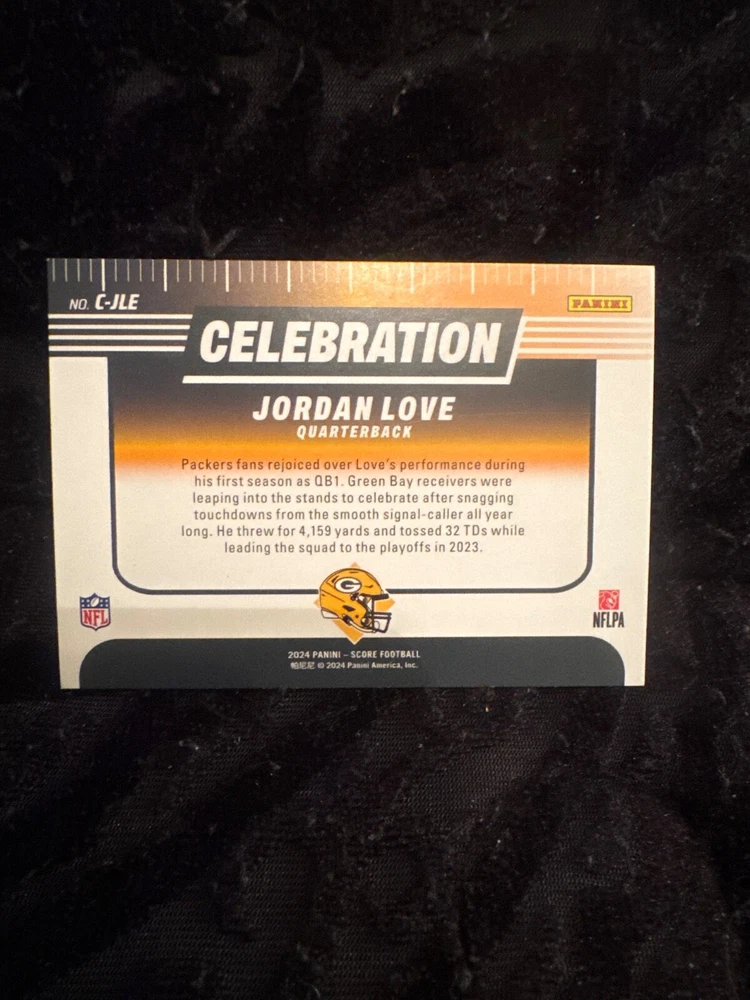 NO. C-JLE
PANINI
CELEBRATION
JORDAN LOVE
QUARTERBACK
Packers fans rejoiced over Love's performance during
his first season as QB1. Green Bay receivers were
leaping into the stands to celebrate after snagging
touchdowns from the smooth signal-caller all year
long. He threw for 4,159 yards and tossed 32 TDs while
leading the squad to the playoffs in 2023.
G
NFL
NFLPA
2024 PANINI – SCORE FOOTBALL
帕尼尼 © 2024 Panini America, Inc.